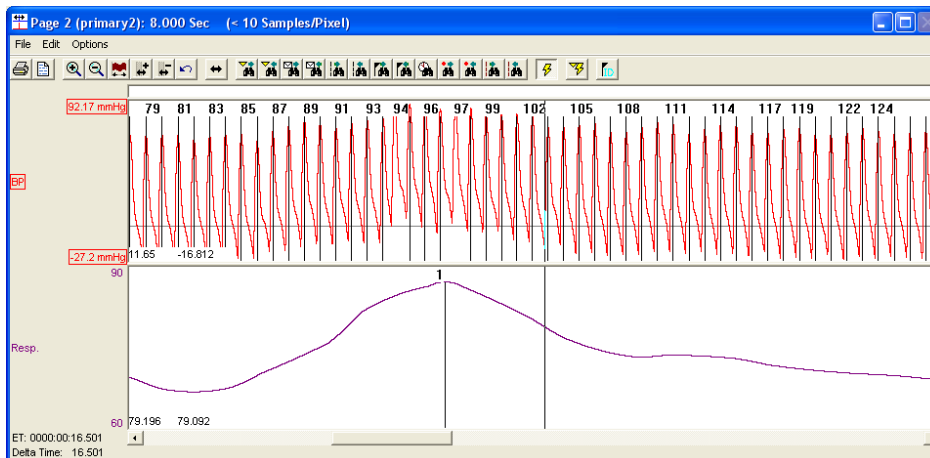 Page 2 (primary2): 8.000 Sec (< 10 Samples/Pixel)
File Edit Options
92.17 mmHg
79 81 83 85 87 89 91 93 94 96 97 99 102 105 108 111 114 117 119 122 124
BP
-27.2 mmHg
11.65 -16.812
90
1
Resp.
60
79.196 79.092
ET: 0000:00:16.501
Delta Time: 16.501